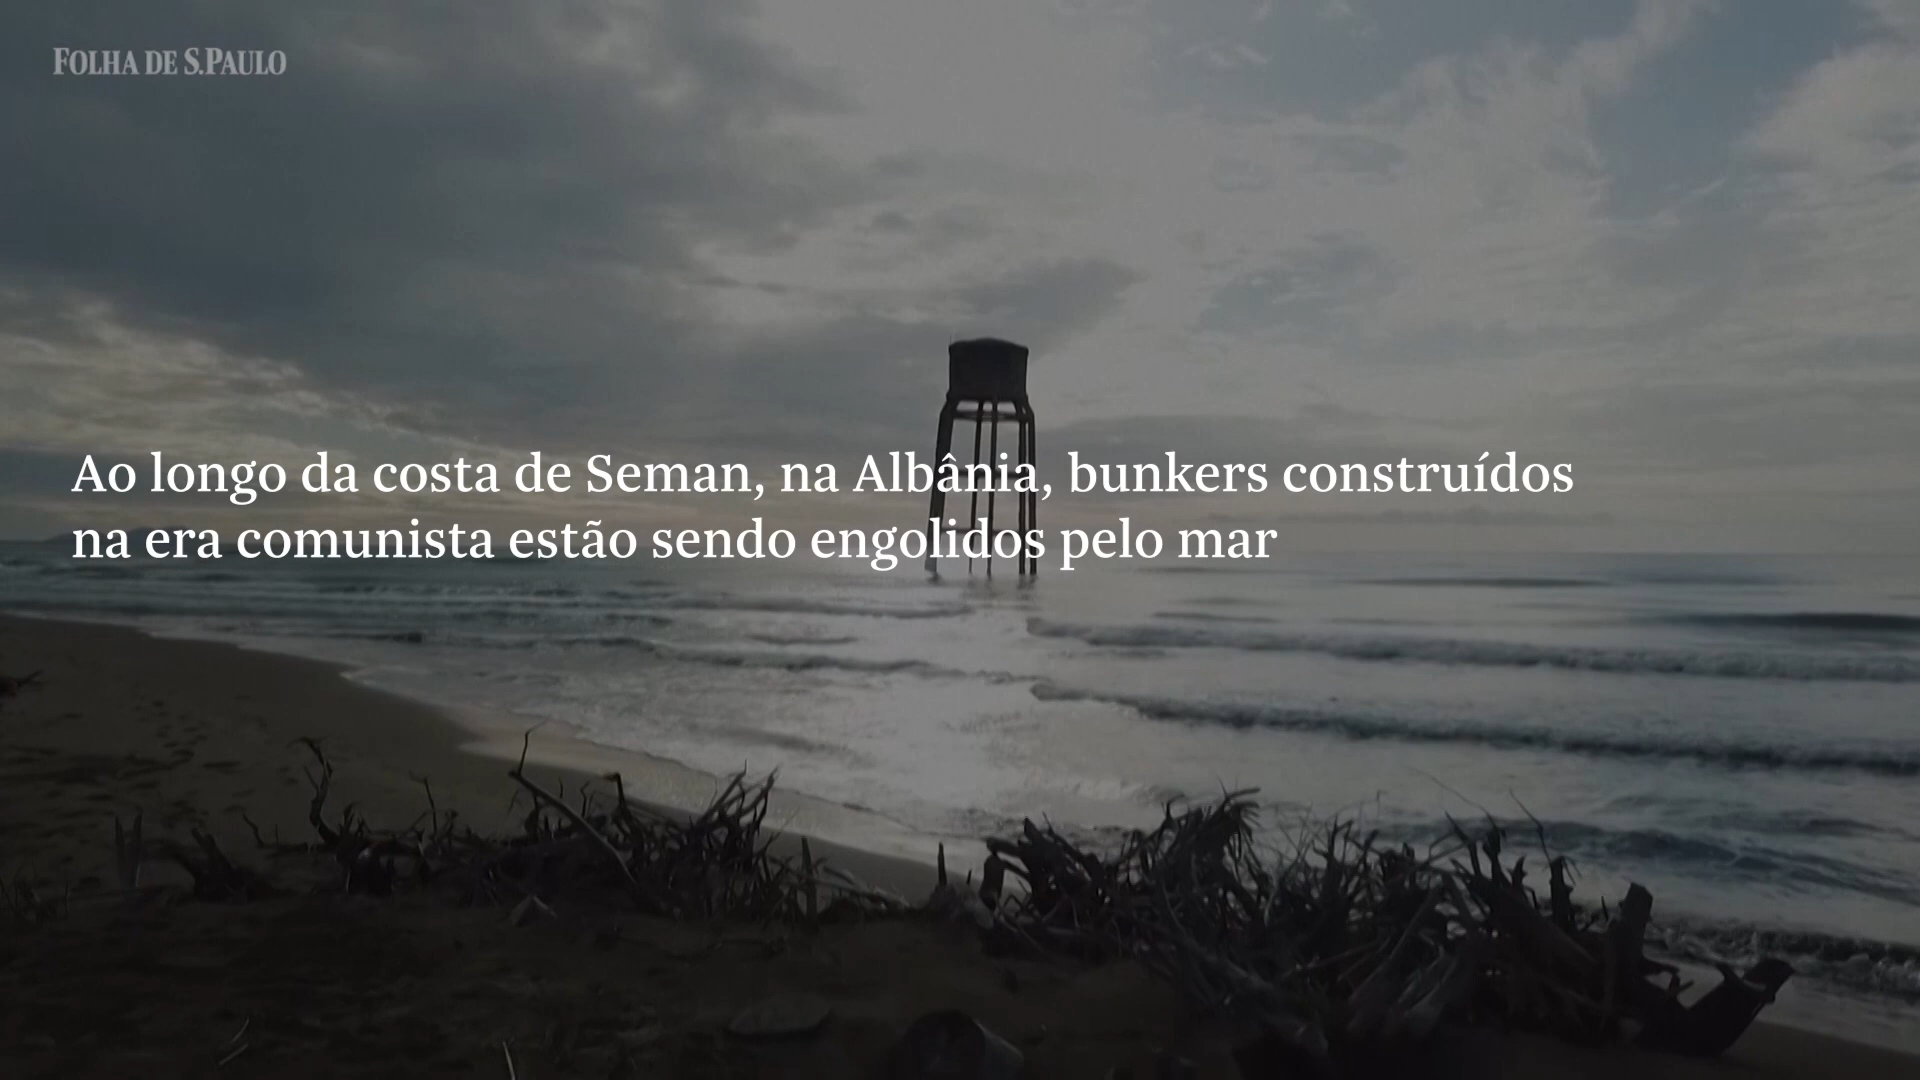 FOLHA DE S.PAULO
Ao longo da costa de Seman, na Albânia, bunkers construídos
na era comunista estão sendo engolidos pelo mar